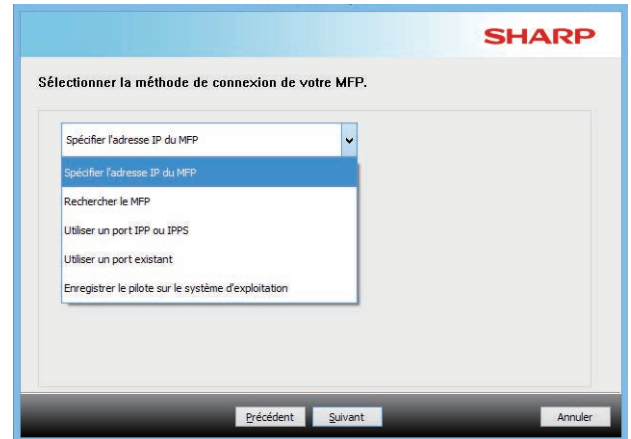 SHARP
Sélectionner la méthode de connexion de votre MFP.
Spécifier l'adresse IP du MFP
Spécifier l'adresse IP du MFP
Rechercher le MFP
Utiliser un port IPP ou IPPS
Utiliser un port existant
Enregistrer le pilote sur le système d'exploitation
Précédent Suivant Annuler